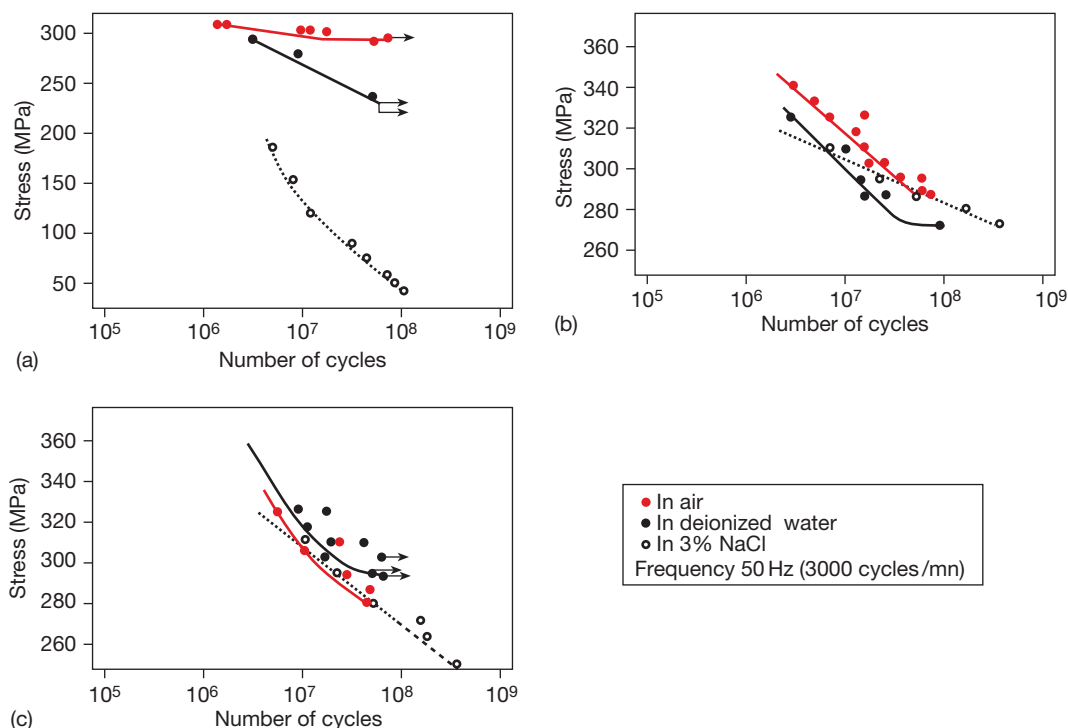 300
250
200
150
100
50
Stress (MPa)
10⁵ 10⁶ 10⁷ 10⁸ 10⁹
Number of cycles
(a)
360
340
320
300
280
260
Stress (MPa)
10⁵ 10⁶ 10⁷ 10⁸ 10⁹
Number of cycles
(b)
360
340
320
300
280
260
Stress (MPa)
10⁵ 10⁶ 10⁷ 10⁸ 10⁹
Number of cycles
(c)
In air
In deionized water
In 3% NaCl
Frequency 50 Hz (3000 cycles/mn)